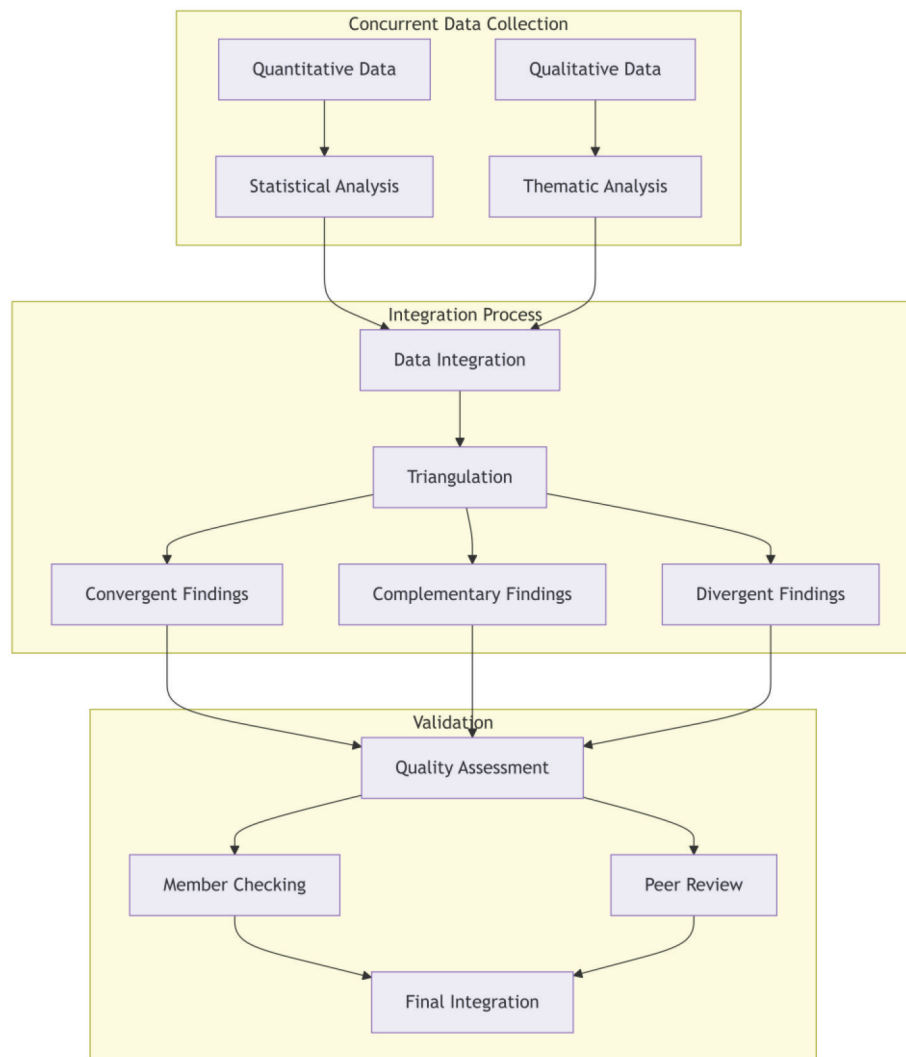 Concurrent Data Collection
Quantitative Data
Qualitative Data
Statistical Analysis
Thematic Analysis
Integration Process
Data Integration
Triangulation
Convergent Findings
Complementary Findings
Divergent Findings
Validation
Quality Assessment
Member Checking
Peer Review
Final Integration